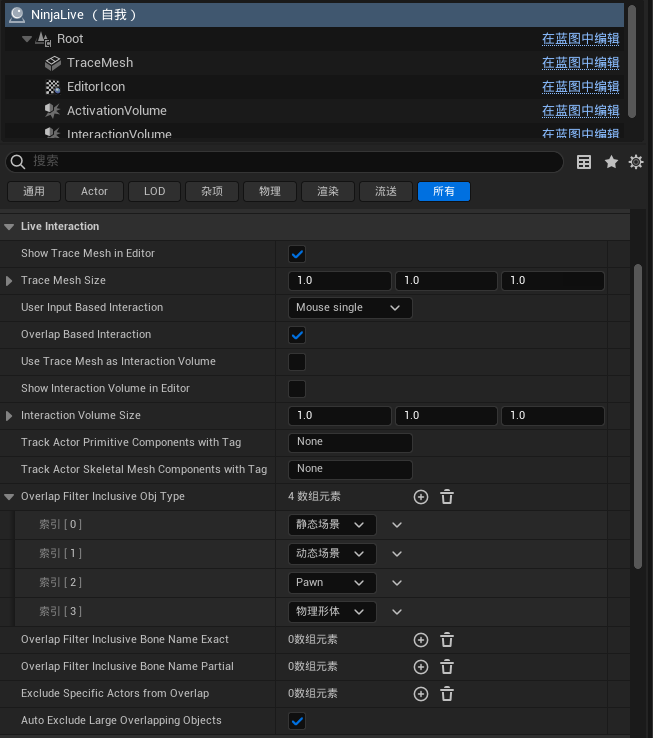 NinjaLive （自我）
Root 在蓝图中编辑
TraceMesh 在蓝图中编辑
EditorIcon 在蓝图中编辑
ActivationVolume 在蓝图中编辑
InteractionVolume 在蓝图中编辑
搜索
通用 Actor LOD 杂项 物理 渲染 流送 所有
Live Interaction
Show Trace Mesh in Editor
Trace Mesh Size 1.0 1.0 1.0
User Input Based Interaction Mouse single
Overlap Based Interaction
Use Trace Mesh as Interaction Volume
Show Interaction Volume in Editor
Interaction Volume Size 1.0 1.0 1.0
Track Actor Primitive Components with Tag None
Track Actor Skeletal Mesh Components with Tag None
Overlap Filter Inclusive Obj Type 4 数组元素
索引 [ 0 ] 静态场景
索引 [ 1 ] 动态场景
索引 [ 2 ] Pawn
索引 [ 3 ] 物理形体
Overlap Filter Inclusive Bone Name Exact 0数组元素
Overlap Filter Inclusive Bone Name Partial 0数组元素
Exclude Specific Actors from Overlap 0数组元素
Auto Exclude Large Overlapping Objects